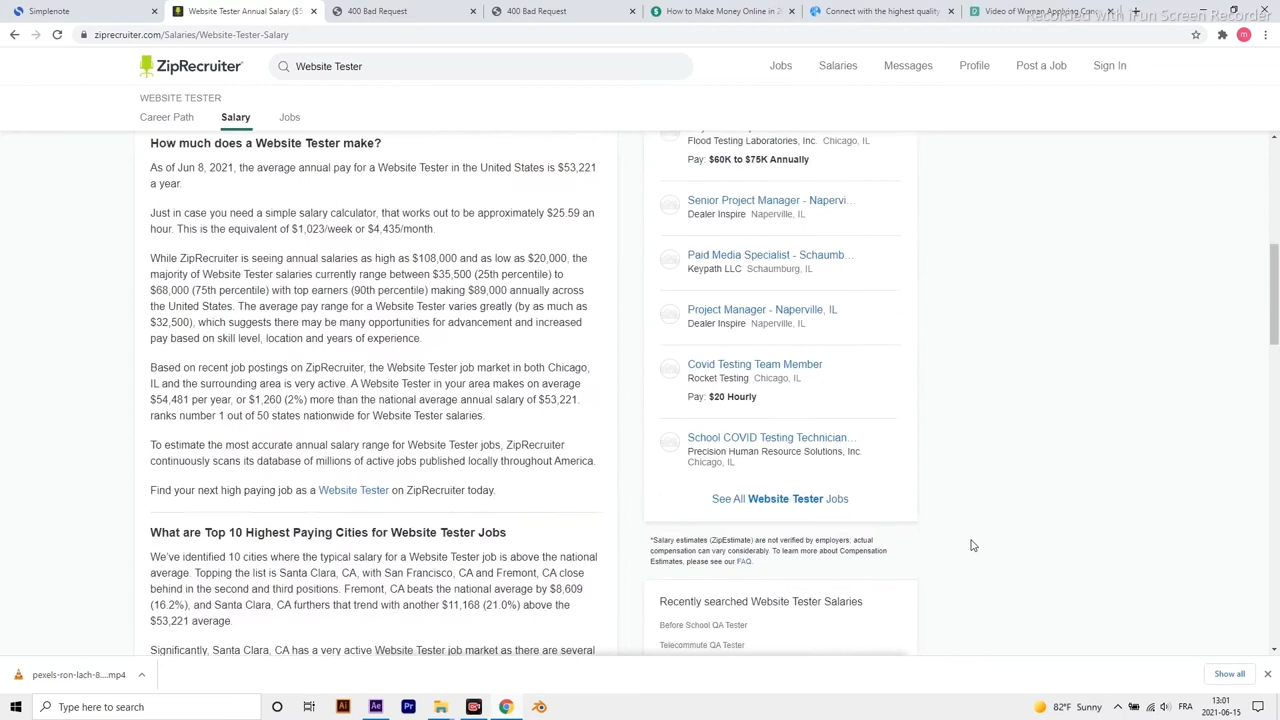 Simplenote
Website Tester Annual Salary ($5
400 Bad Request
400 Bad Request
How to Make Money Online in 2
Connect with the highest quality
Video of Woman Applying
Recorded with iTun Screen Recorder
ziprecruiter.com/Salaries/Website-Tester-Salary
m
ZipRecruiter
Website Tester
Jobs
Salaries
Messages
Profile
Post a Job
Sign In
WEBSITE TESTER
Career Path
Salary
Jobs
How much does a Website Tester make?
As of Jun 8, 2021, the average annual pay for a Website Tester in the United States is $53,221
a year.
Just in case you need a simple salary calculator, that works out to be approximately $25.59 an
hour. This is the equivalent of $1,023/week or $4,435/month.
While ZipRecruiter is seeing annual salaries as high as $108,000 and as low as $20,000, the
majority of Website Tester salaries currently range between $35,500 (25th percentile) to
$68,000 (75th percentile) with top earners (90th percentile) making $89,000 annually across
the United States. The average pay range for a Website Tester varies greatly (by as much as
$32,500), which suggests there may be many opportunities for advancement and increased
pay based on skill level, location and years of experience.
Based on recent job postings on ZipRecruiter, the Website Tester job market in both Chicago,
IL and the surrounding area is very active. A Website Tester in your area makes on average
$54,481 per year, or $1,260 (2%) more than the national average annual salary of $53,221.
ranks number 1 out of 50 states nationwide for Website Tester salaries.
To estimate the most accurate annual salary range for Website Tester jobs, ZipRecruiter
continuously scans its database of millions of active jobs published locally throughout America.
Find your next high paying job as a Website Tester on ZipRecruiter today.
What are Top 10 Highest Paying Cities for Website Tester Jobs
We've identified 10 cities where the typical salary for a Website Tester job is above the national
average. Topping the list is Santa Clara, CA, with San Francisco, CA and Fremont, CA close
behind in the second and third positions. Fremont, CA beats the national average by $8,609
(16.2%), and Santa Clara, CA furthers that trend with another $11,168 (21.0%) above the
$53,221 average.
Significantly, Santa Clara, CA has a very active Website Tester job market as there are several
Flood Testing Laboratories, Inc. Chicago, IL
Pay: $60K to $75K Annually
Senior Project Manager - Napervi...
Dealer Inspire Naperville, IL
Paid Media Specialist - Schaumb...
Keypath LLC Schaumburg, IL
Project Manager - Naperville, IL
Dealer Inspire Naperville, IL
Covid Testing Team Member
Rocket Testing Chicago, IL
Pay: $20 Hourly
School COVID Testing Technician...
Precision Human Resource Solutions, Inc.
Chicago, IL
See All Website Tester Jobs
*Salary estimates (ZipEstimate) are not verified by employers; actual
compensation can vary considerably. To learn more about Compensation
Estimates, please see our FAQ.
Recently searched Website Tester Salaries
Before School QA Tester
Telecommute QA Tester
pexels-ron-lach-8....mp4
Show all
Type here to search
Ai
Ae
Pr
82°F Sunny
FRA
13:01
2021-06-15